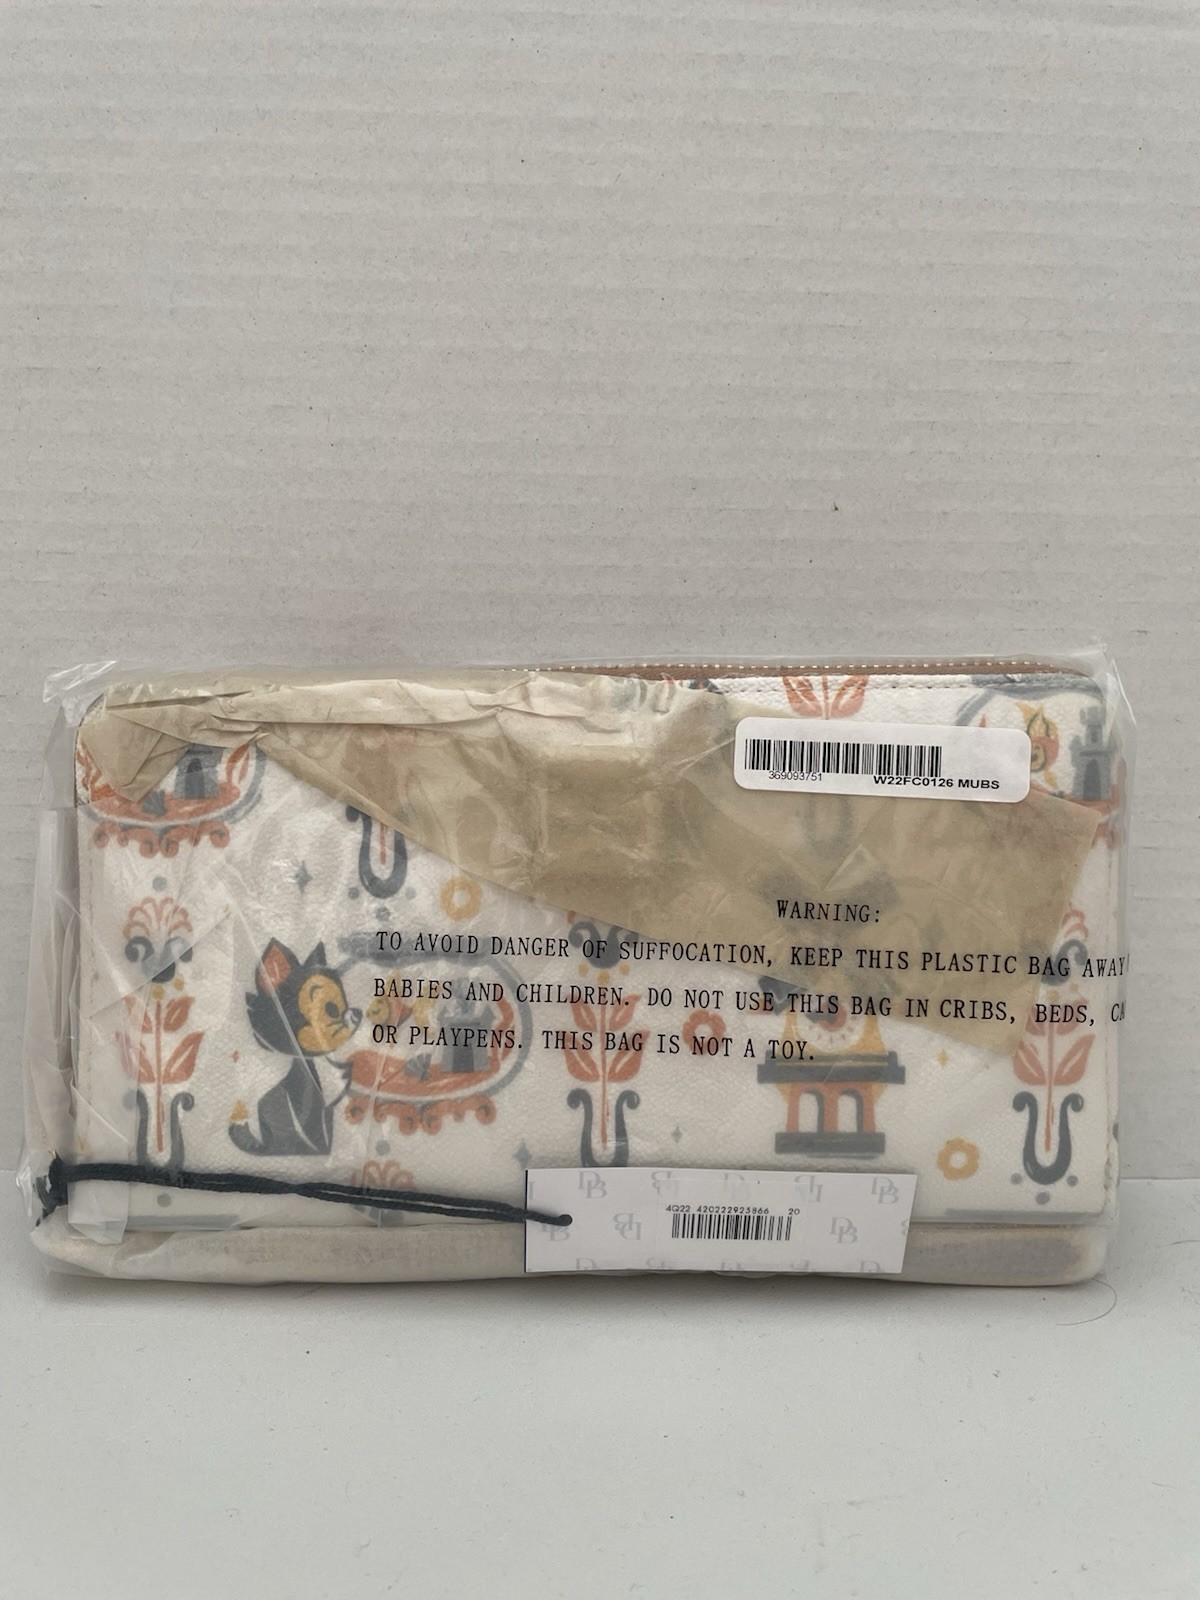 369093751
W22FC0126 MUBS
WARNING:
TO AVOID DANGER OF SUFFOCATION, KEEP THIS PLASTIC BAG AWAY
BABIES AND CHILDREN. DO NOT USE THIS BAG IN CRIBS, BEDS,
OR PLAYPENS. THIS BAG IS NOT A TOY.
4Q22 420222925866 20